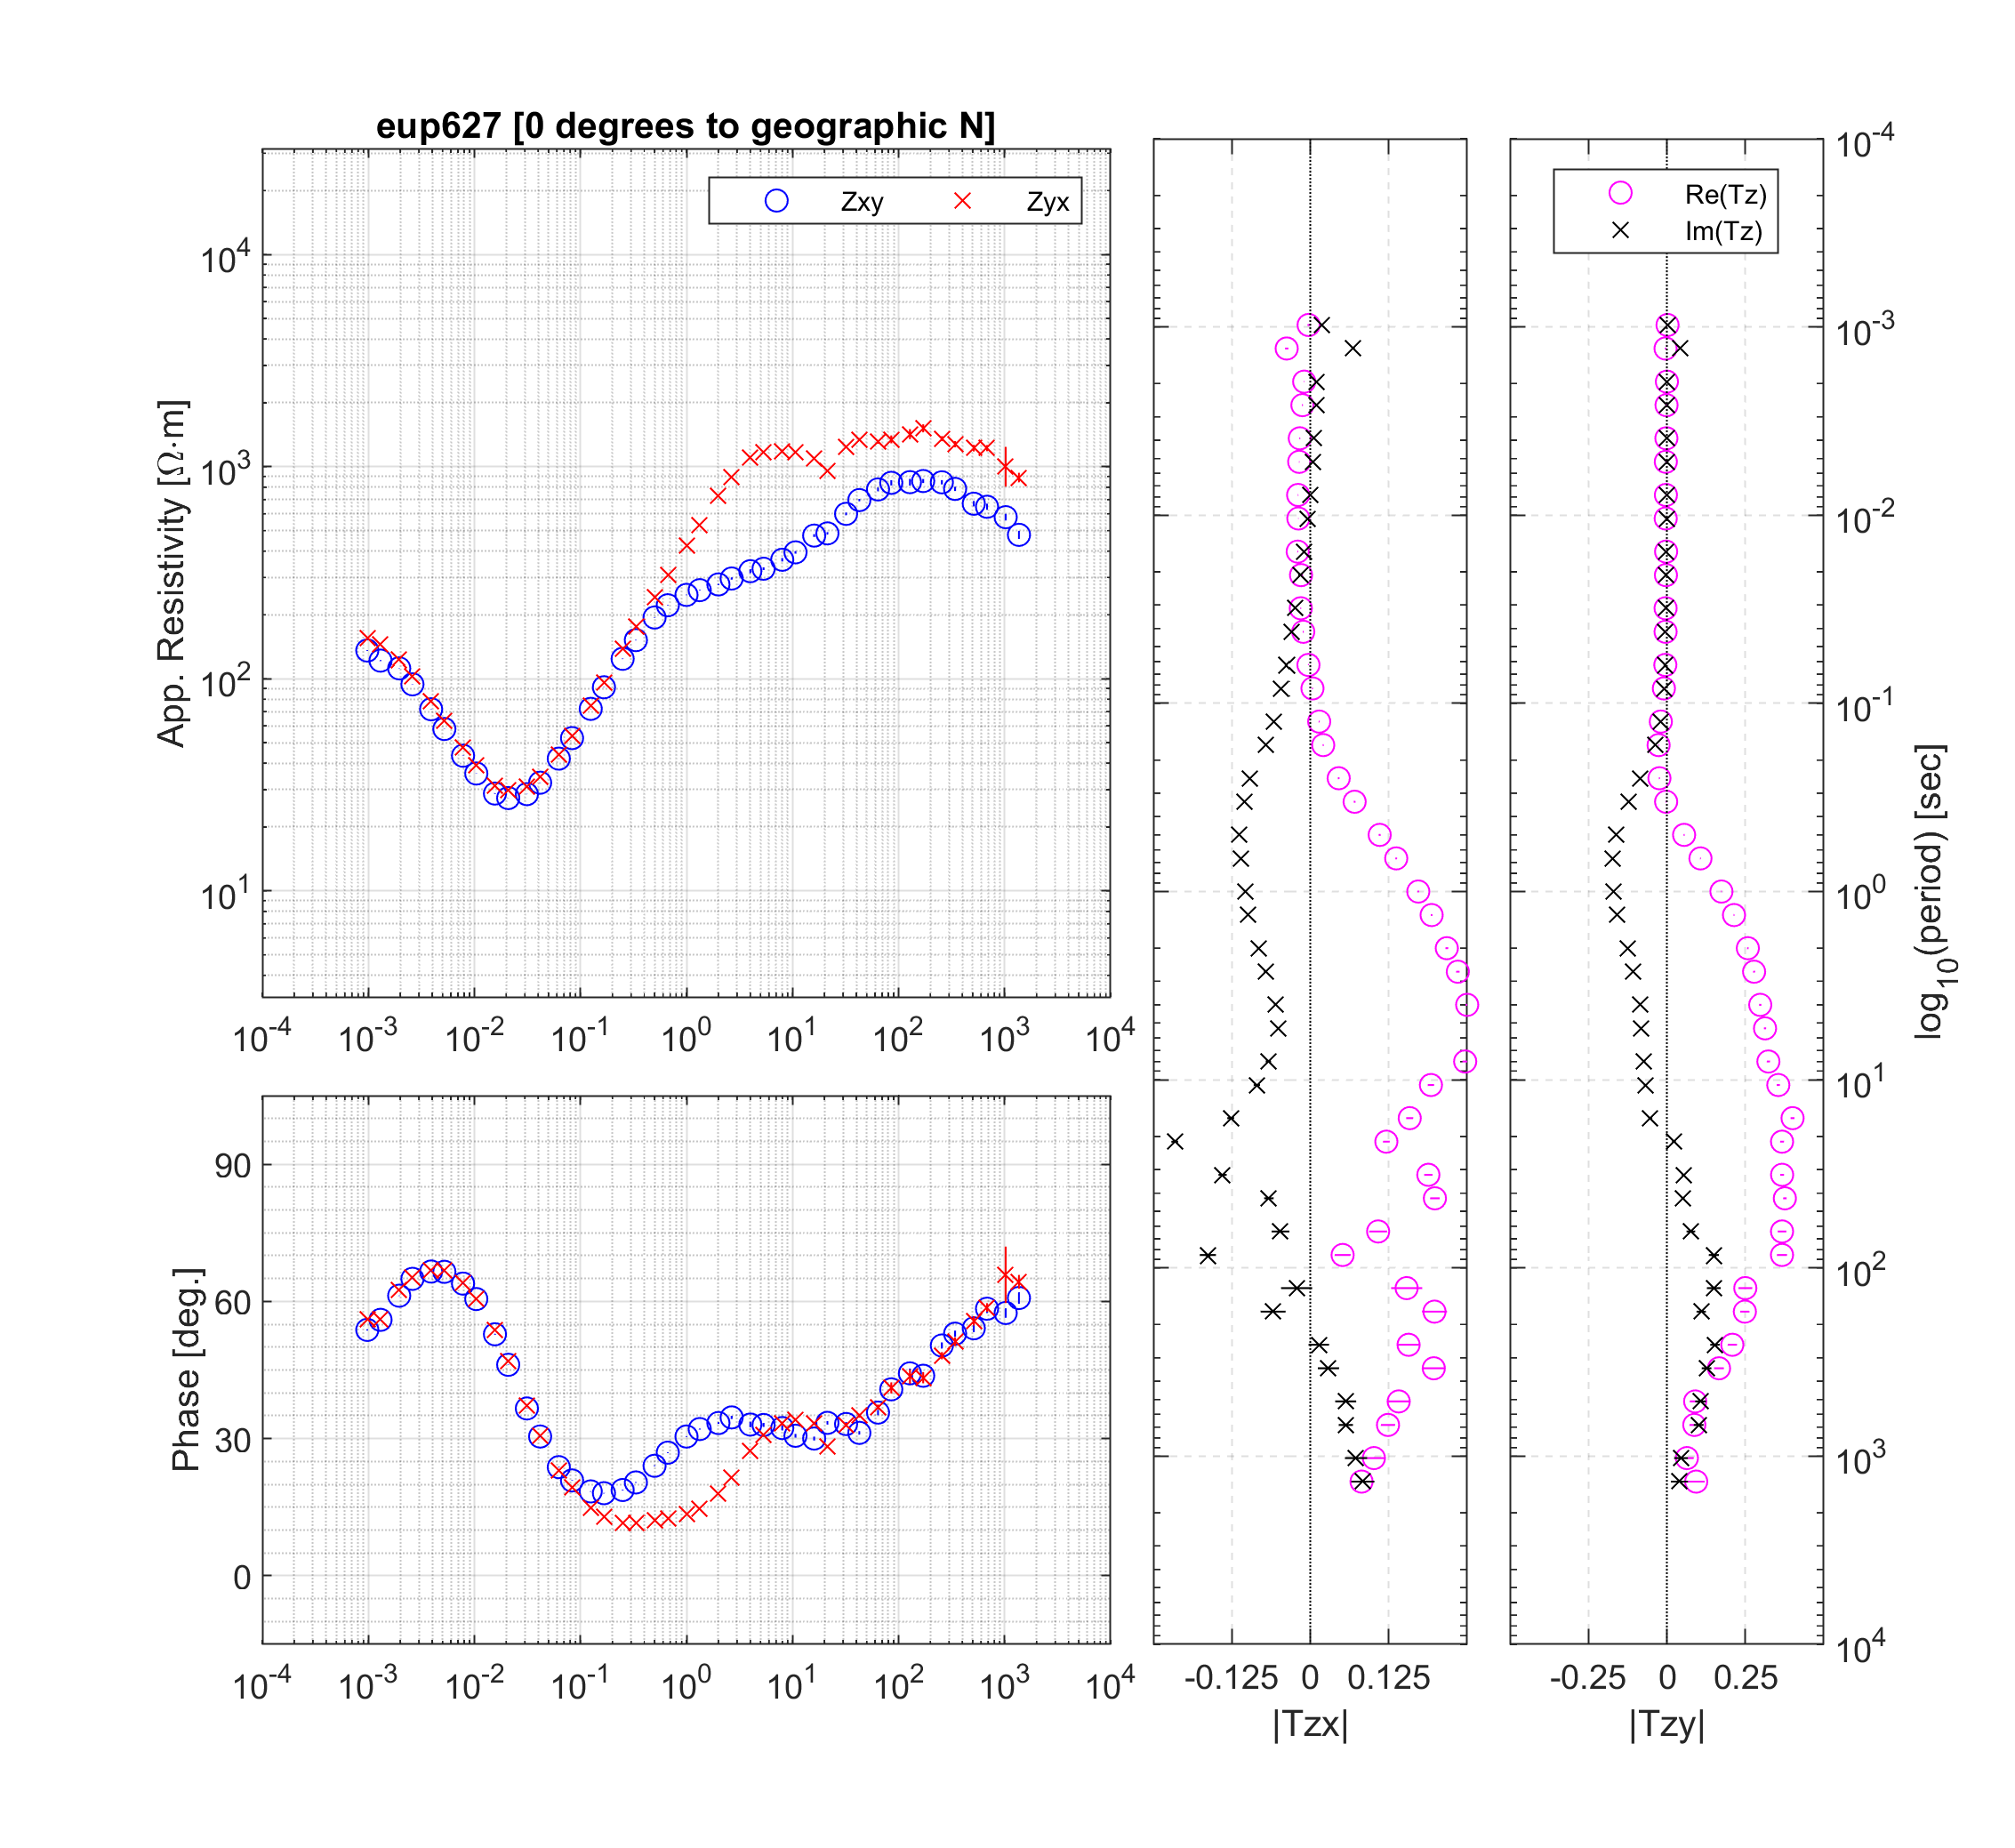 eup627 [0 degrees to geographic N]
Zxy Zyx
App. Resistivity [Ω·m]
10^4
10^3
10^2
10^1
10^-4 10^-3 10^-2 10^-1 10^0 10^1 10^2 10^3 10^4
Phase [deg.]
90
60
30
0
10^-4 10^-3 10^-2 10^-1 10^0 10^1 10^2 10^3 10^4
-0.125 0 0.125
|Tzx|
Re(Tz)
Im(Tz)
-0.25 0 0.25
|Tzy|
10^-4
10^-3
10^-2
10^-1
10^0
10^1
10^2
10^3
10^4
log_10(period) [sec]